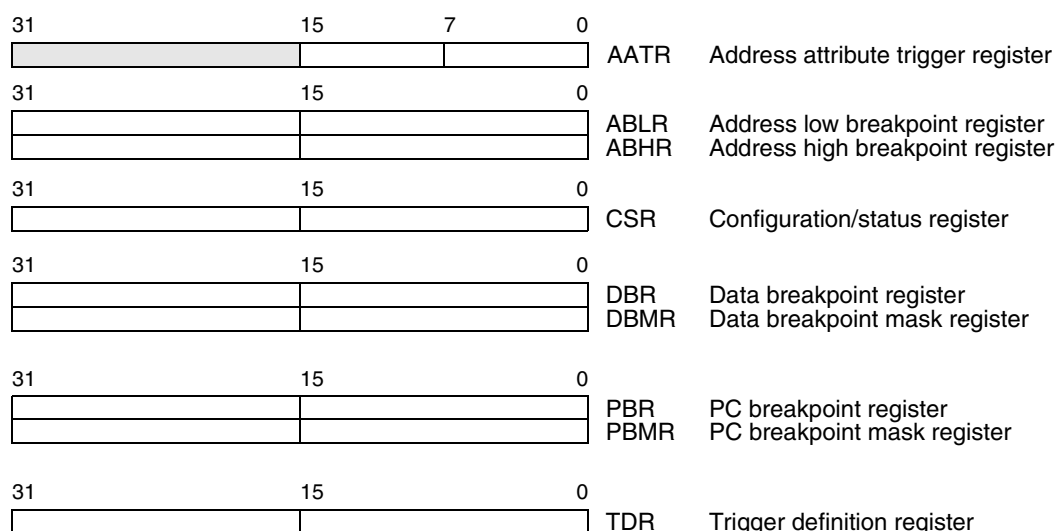 31 15 7 0
AATR Address attribute trigger register
31 15 0
ABLR Address low breakpoint register
ABHR Address high breakpoint register
31 15 0
CSR Configuration/status register
31 15 0
DBR Data breakpoint register
DBMR Data breakpoint mask register
31 15 0
PBR PC breakpoint register
PBMR PC breakpoint mask register
31 15 0
TDR Trigger definition register